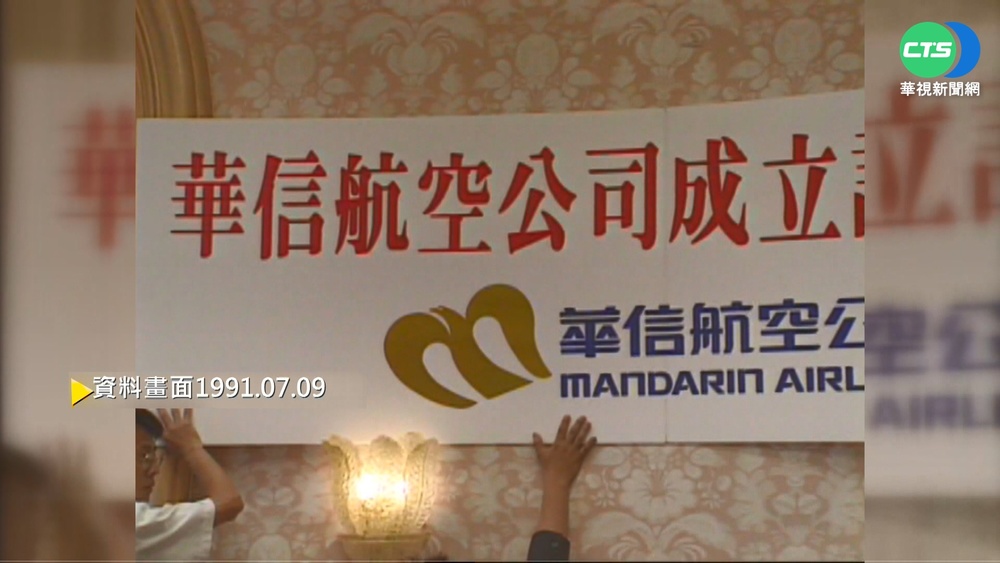 CTS
華視新聞網
華信航空公司成立
華信航空公
MANDARIN AIRL
資料畫面1991.07.09